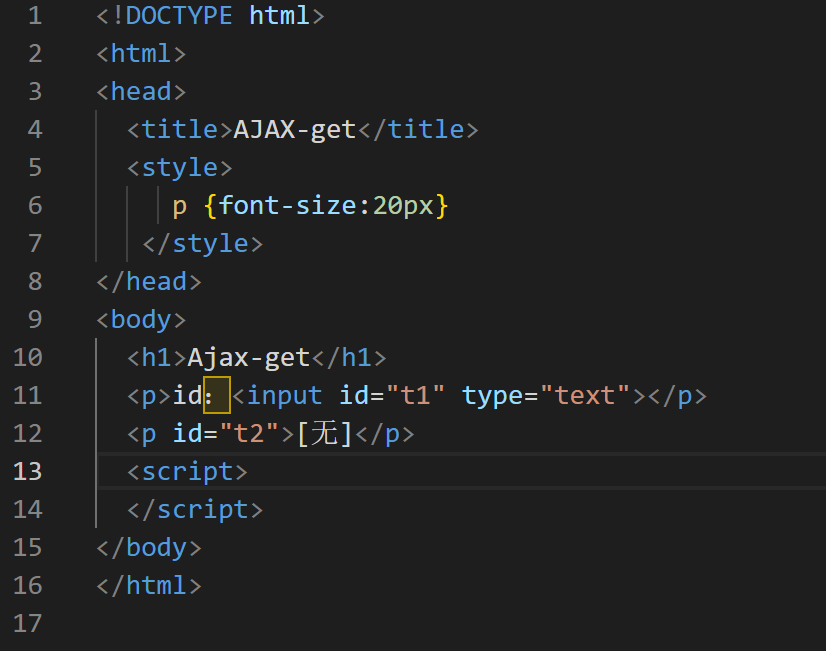 1 <!DOCTYPE html>
2 <html>
3 <head>
4 <title>AJAX-get</title>
5 <style>
6 p {font-size:20px}
7 </style>
8 </head>
9 <body>
10 <h1>Ajax-get</h1>
11 <p>id：<input id="t1" type="text"></p>
12 <p id="t2">[无]</p>
13 <script>
14 </script>
15 </body>
16 </html>
17